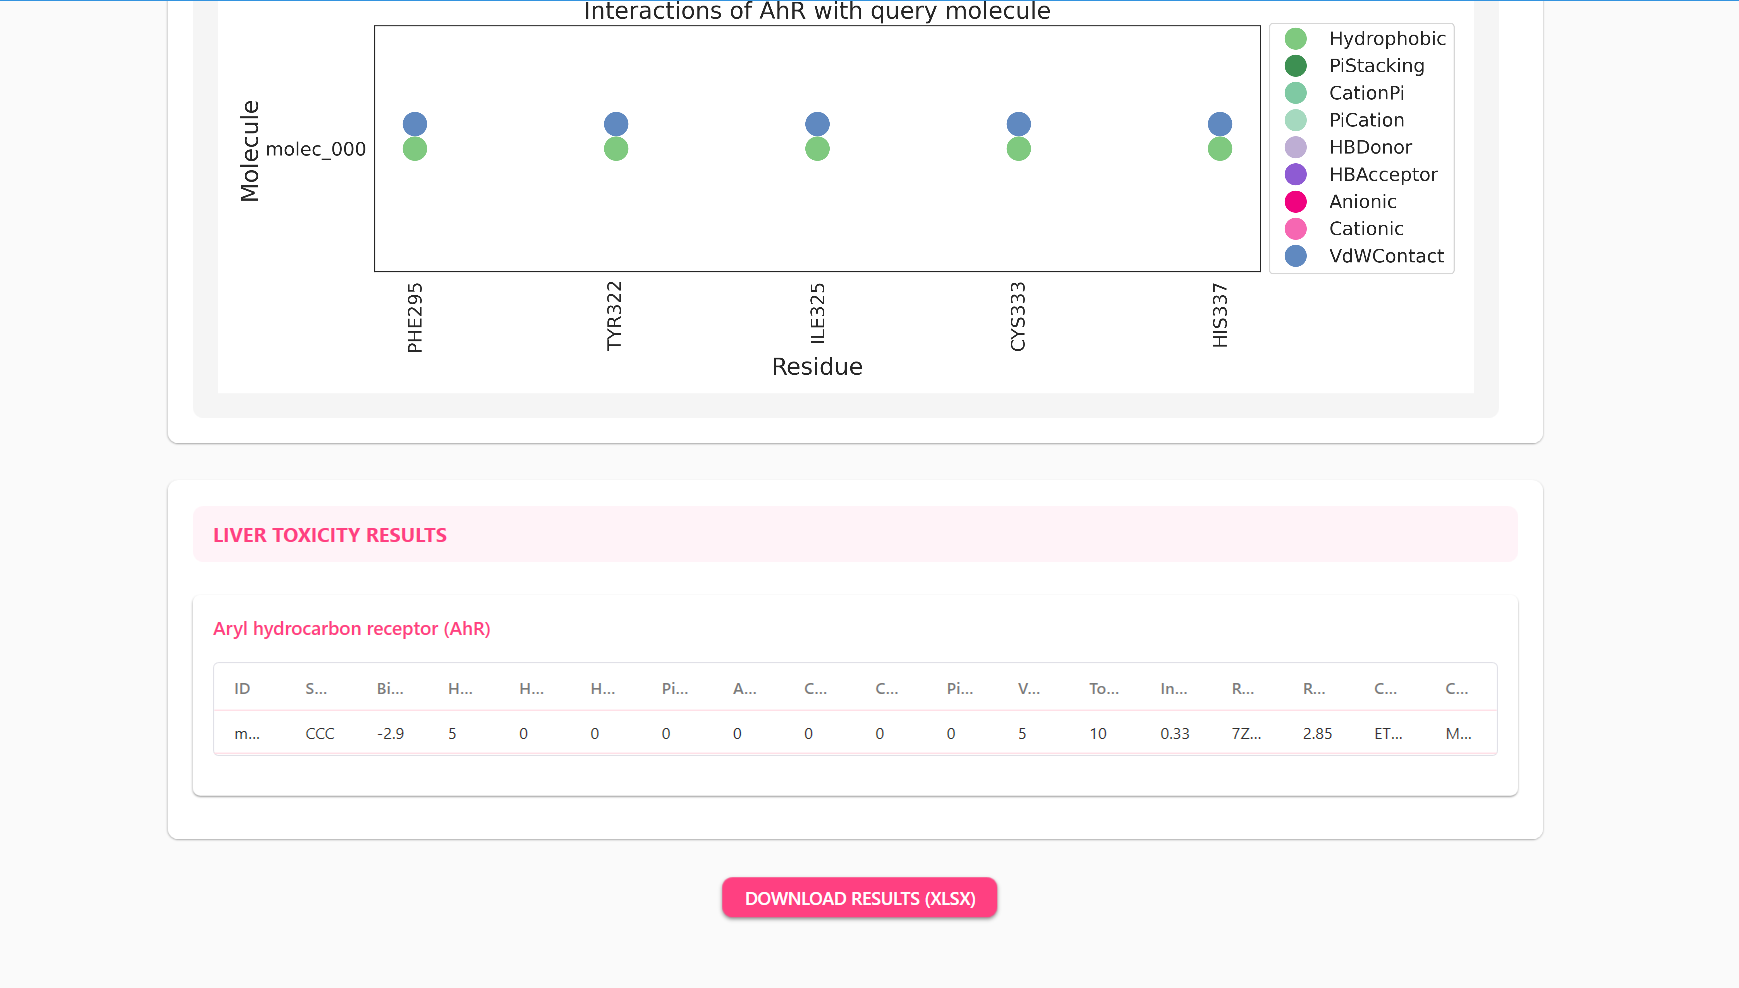 Interactions of AhR with query molecule
Molecule
molec_000
Hydrophobic
PiStacking
CationPi
PiCation
HBDonor
HBAcceptor
Anionic
Cationic
VdWContact
PHE295
TYR322
ILE325
CYS333
HIS337
Residue
LIVER TOXICITY RESULTS
Aryl hydrocarbon receptor (AhR)
ID S... Bi... H... H... H... Pi... A... C... C... Pi... V... To... In... R... R... C... C...
m... CCC -2.9 5 0 0 0 0 0 0 0 5 10 0.33 7Z... 2.85 ET... M...
DOWNLOAD RESULTS (XLSX)